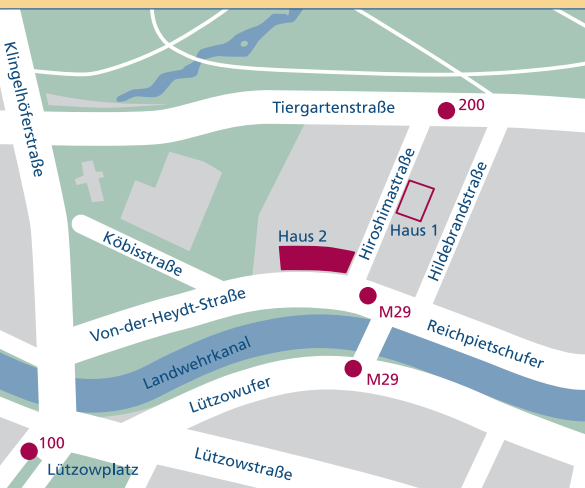 Klingelhöferstraße
Tiergartenstraße
200
Hiroshimastraße
Hildebrandstraße
Haus 1
Haus 2
Köbisstraße
Von-der-Heydt-Straße
M29
Reichpietschufer
Landwehrkanal
M29
Lützowufer
100
Lützowplatz
Lützowstraße